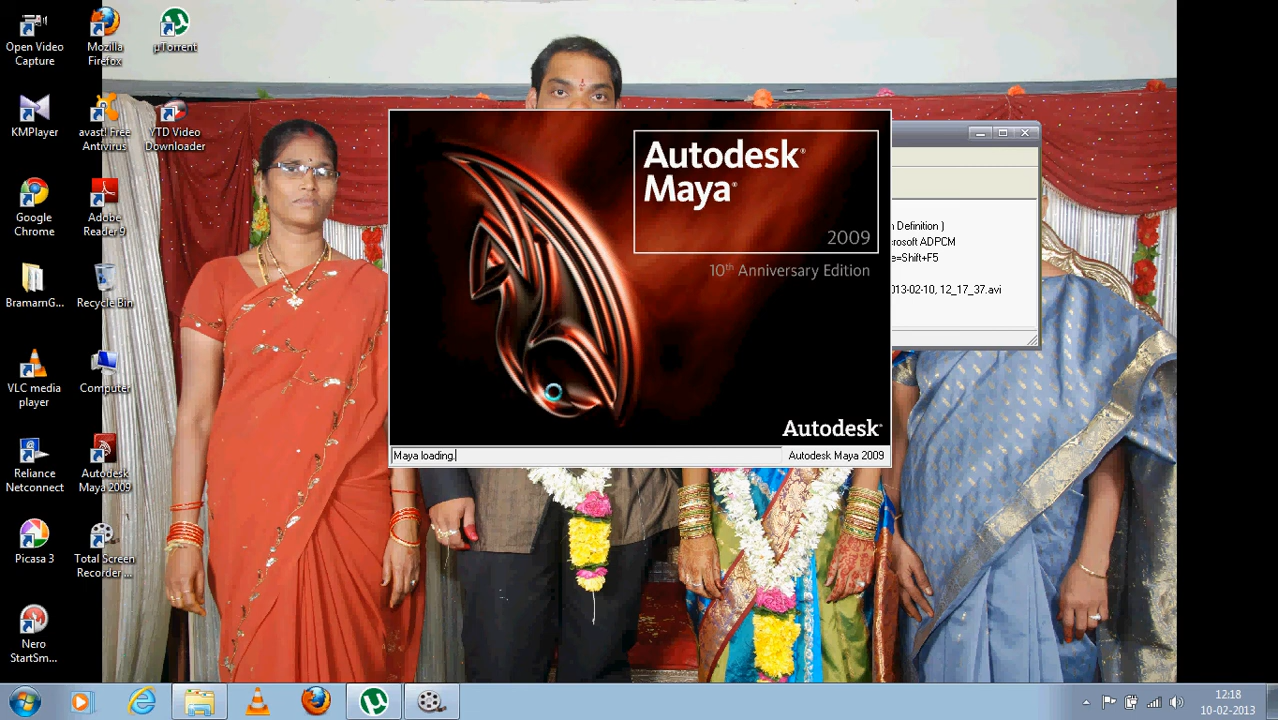 Open Video
Capture
Mozilla
Firefox
µTorrent
KMPlayer
avast! Free
Antivirus
YTD Video
Downloader
Google
Chrome
Adobe
Reader 9
BramamG...
Recycle Bin
VLC media
player
Computer
Reliance
Netconnect
Autodesk
Maya 2009
Picasa 3
Total Screen
Recorder ...
Nero
StartSm...
Autodesk®
Maya®
2009
10th Anniversary Edition
Autodesk®
Maya loading.
Autodesk Maya 2009
Definition )
crosoft ADPCM
e=Shift+F5
013-02-10, 12_17_37.avi
12:18
10-02-2013